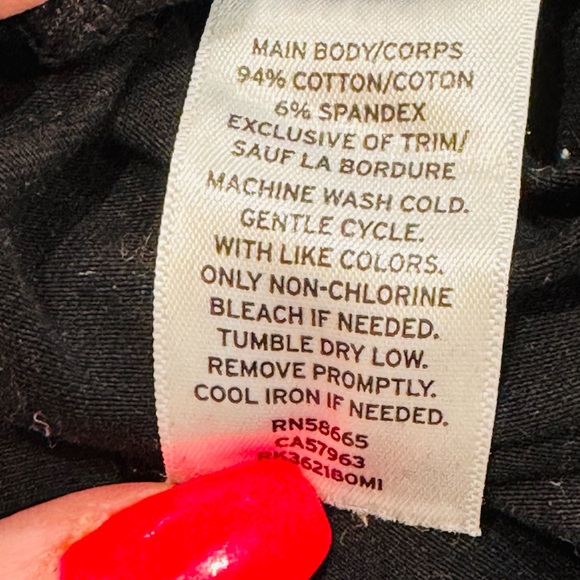 MAIN BODY/CORPS
94% COTTON/COTON
6% SPANDEX
EXCLUSIVE OF TRIM/
SAUF LA BORDURE
MACHINE WASH COLD.
GENTLE CYCLE.
WITH LIKE COLORS.
ONLY NON-CHLORINE
BLEACH IF NEEDED.
TUMBLE DRY LOW.
REMOVE PROMPTLY.
COOL IRON IF NEEDED.
RN58665
CA57963